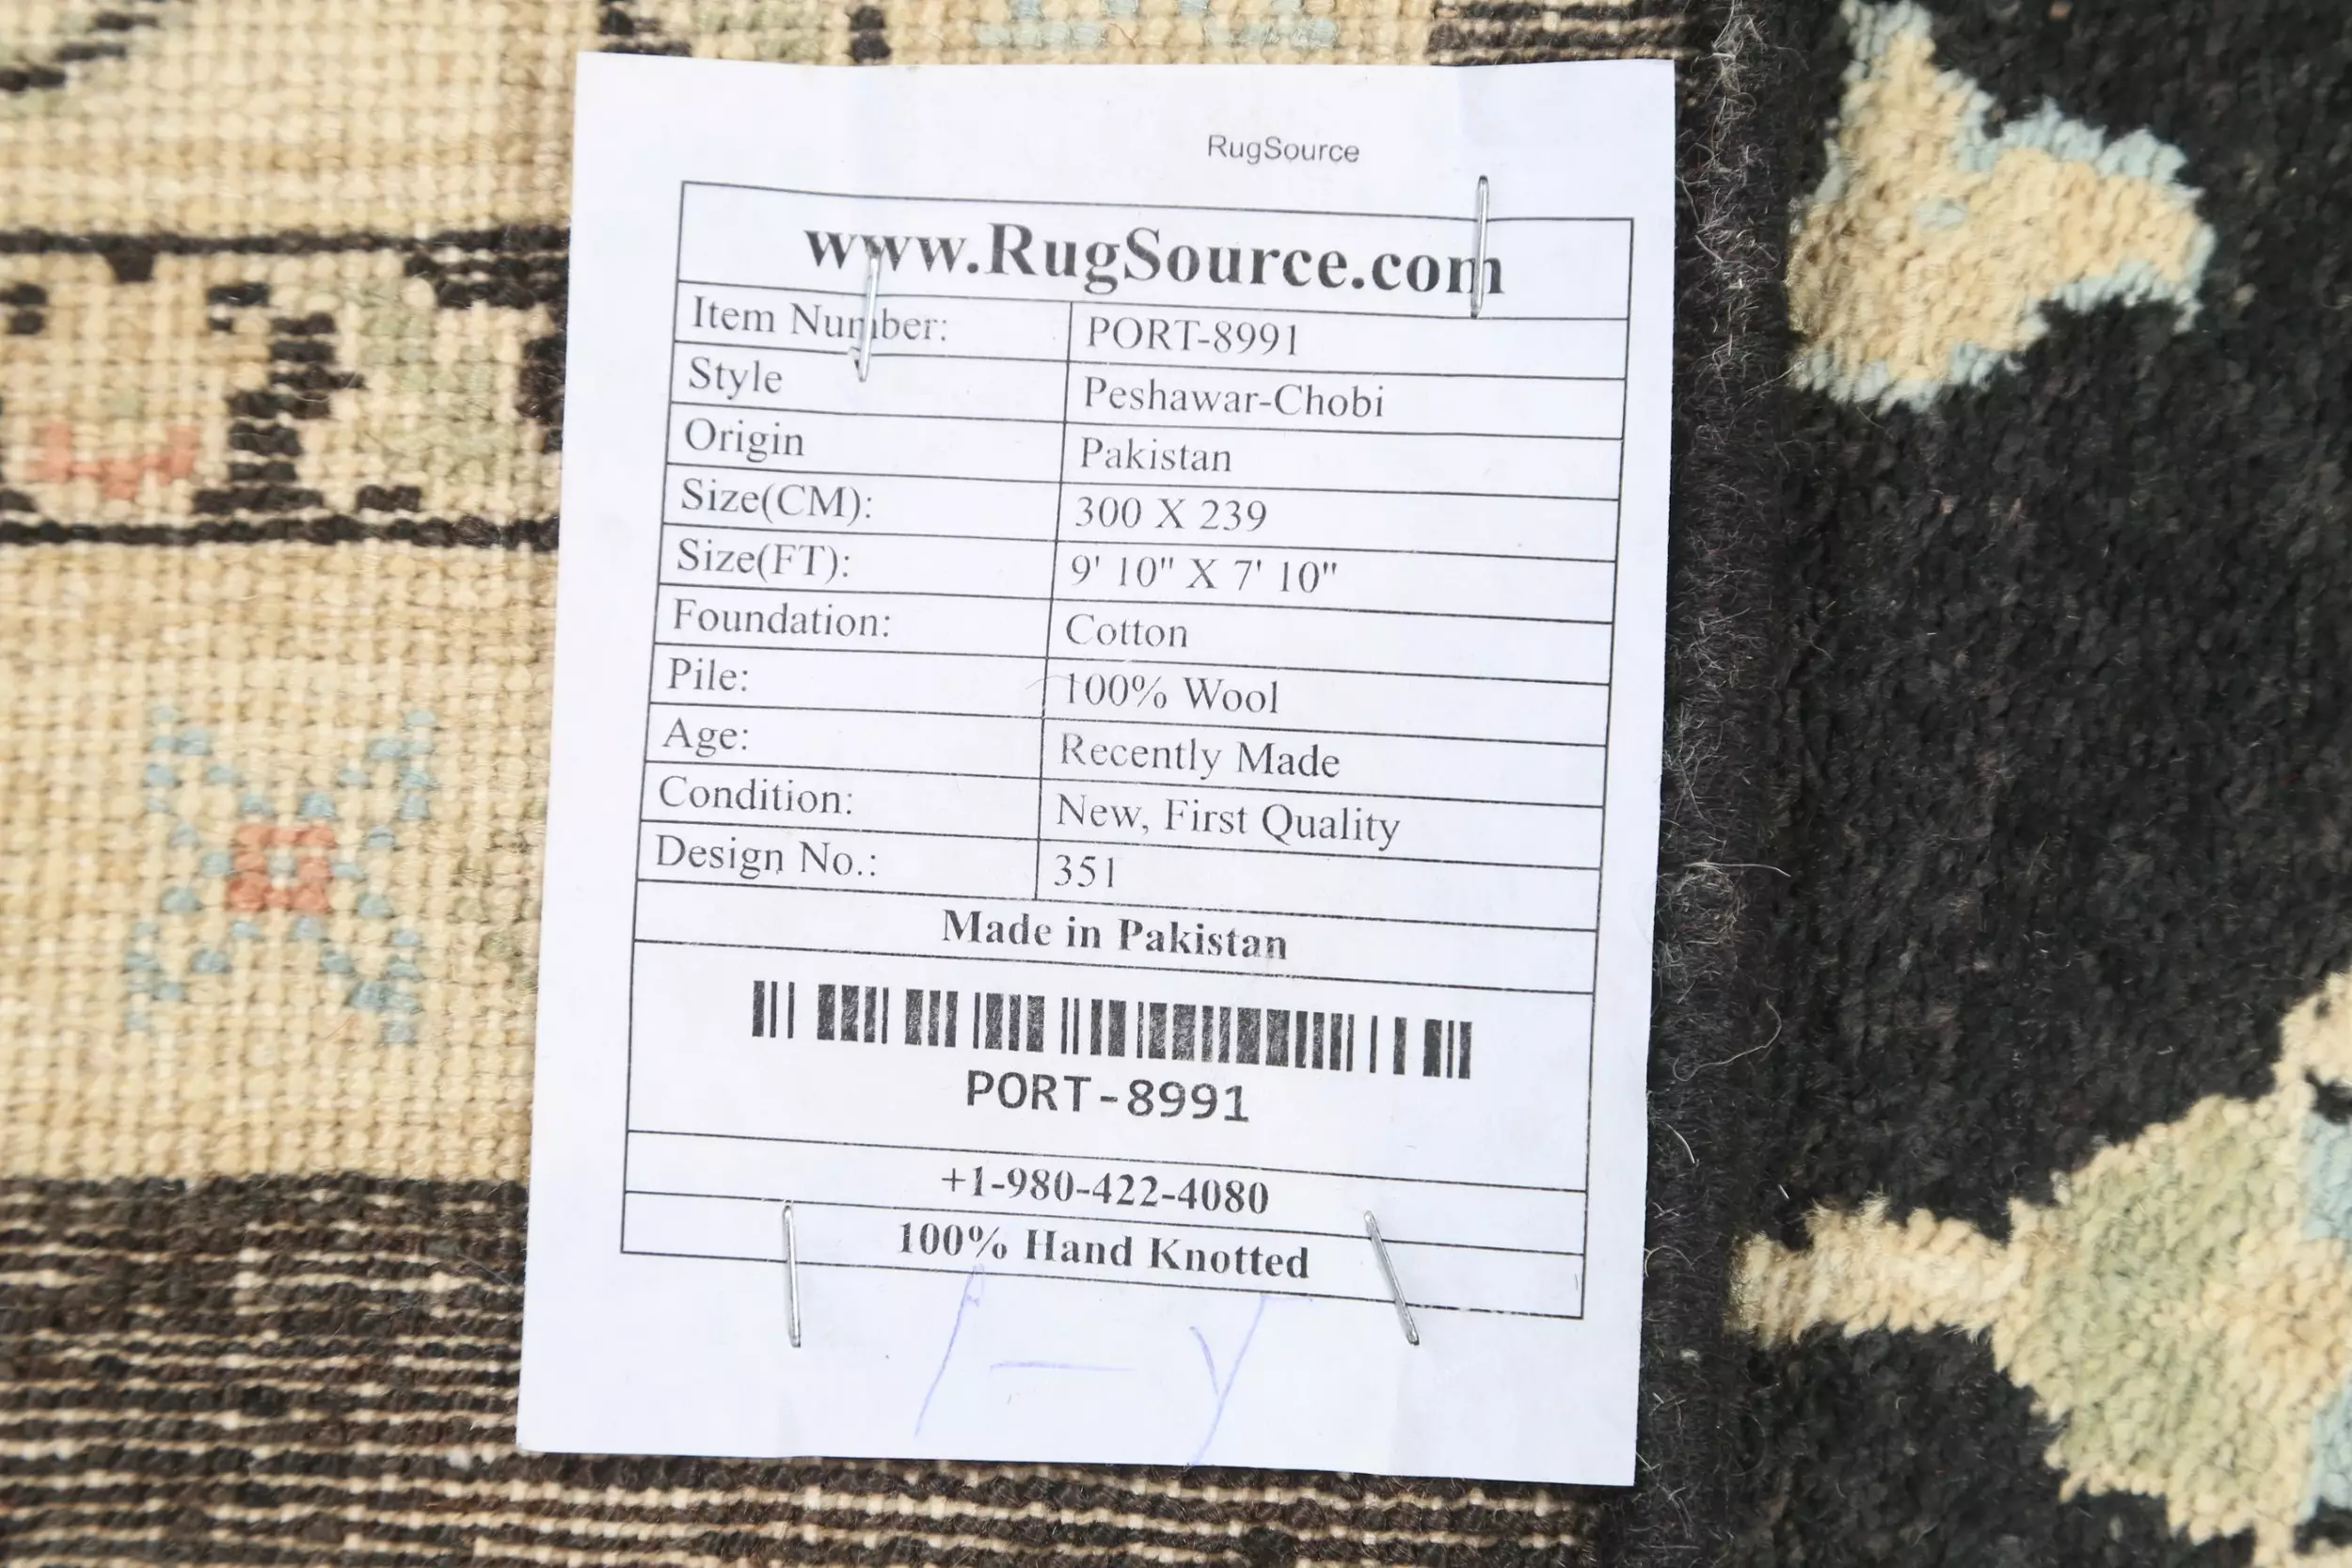 RugSource
www.RugSource.com
Item Number: PORT-8991
Style Peshawar-Chobi
Origin Pakistan
Size(CM): 300 X 239
Size(FT): 9' 10" X 7' 10"
Foundation: Cotton
Pile: 100% Wool
Age: Recently Made
Condition: New, First Quality
Design No.: 351
Made in Pakistan
PORT-8991
+1-980-422-4080
100% Hand Knotted